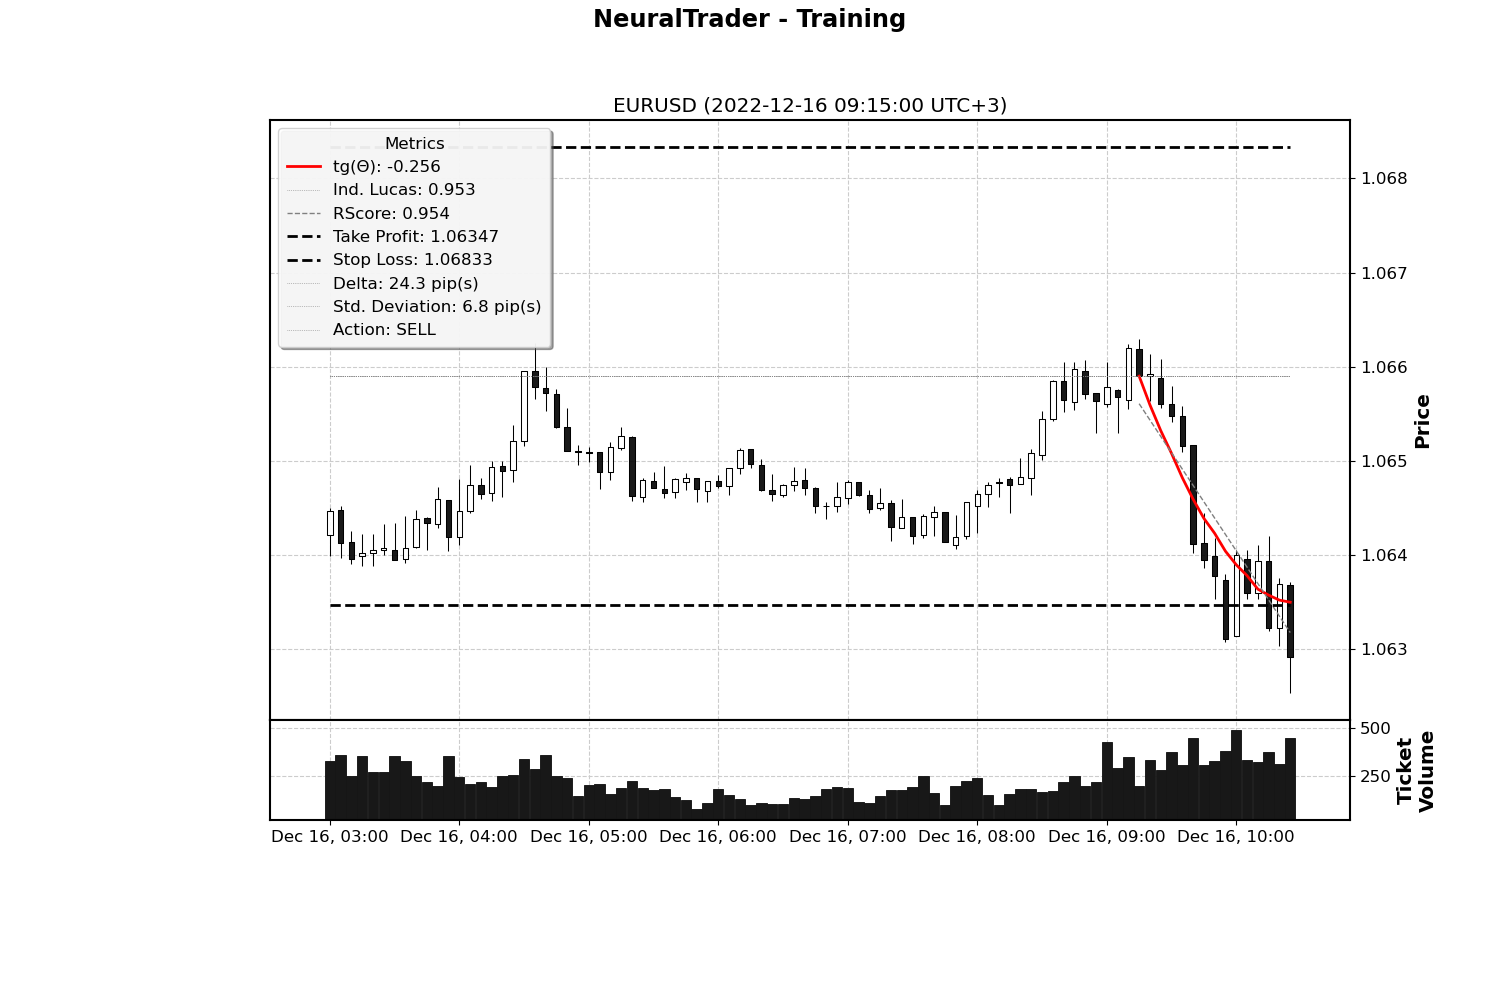 NeuralTrader - Training
EURUSD (2022-12-16 09:15:00 UTC+3)
Metrics
tg(Θ): -0.256
Ind. Lucas: 0.953
RScore: 0.954
Take Profit: 1.06347
Stop Loss: 1.06833
Delta: 24.3 pip(s)
Std. Deviation: 6.8 pip(s)
Action: SELL
1.068
1.067
1.066
1.065
1.064
1.063
Price
500
250
Ticket
Volume
Dec 16, 03:00 Dec 16, 04:00 Dec 16, 05:00 Dec 16, 06:00 Dec 16, 07:00 Dec 16, 08:00 Dec 16, 09:00 Dec 16, 10:00